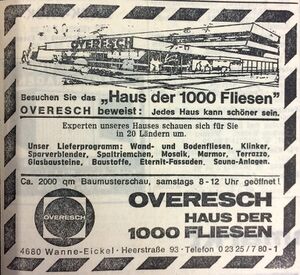 OVERESCH
Besuchen Sie das „Haus der 1000 Fliesen"
OVERESCH beweist: Jedes Haus kann schöner sein.
Experten unseres Hauses schauen sich für Sie
in 20 Ländern um.
Unser Lieferprogramm: Wand- und Bodenfliesen, Klinker,
Sparverblender, Spaltriemchen, Mosaik, Marmor, Terrazzo,
Glasbausteine, Baustoffe, Eternit-Fassaden, Sauna-Anlagen.
Ca. 2000 qm Baumusterschau, samstags 8-12 Uhr geöffnet!
OVERESCH
OVERESCH
HAUS DER
1000 FLIESEN
4680 Wanne-Eickel · Heerstraße 93 · Telefon 0 23 25 / 7 80 - 1